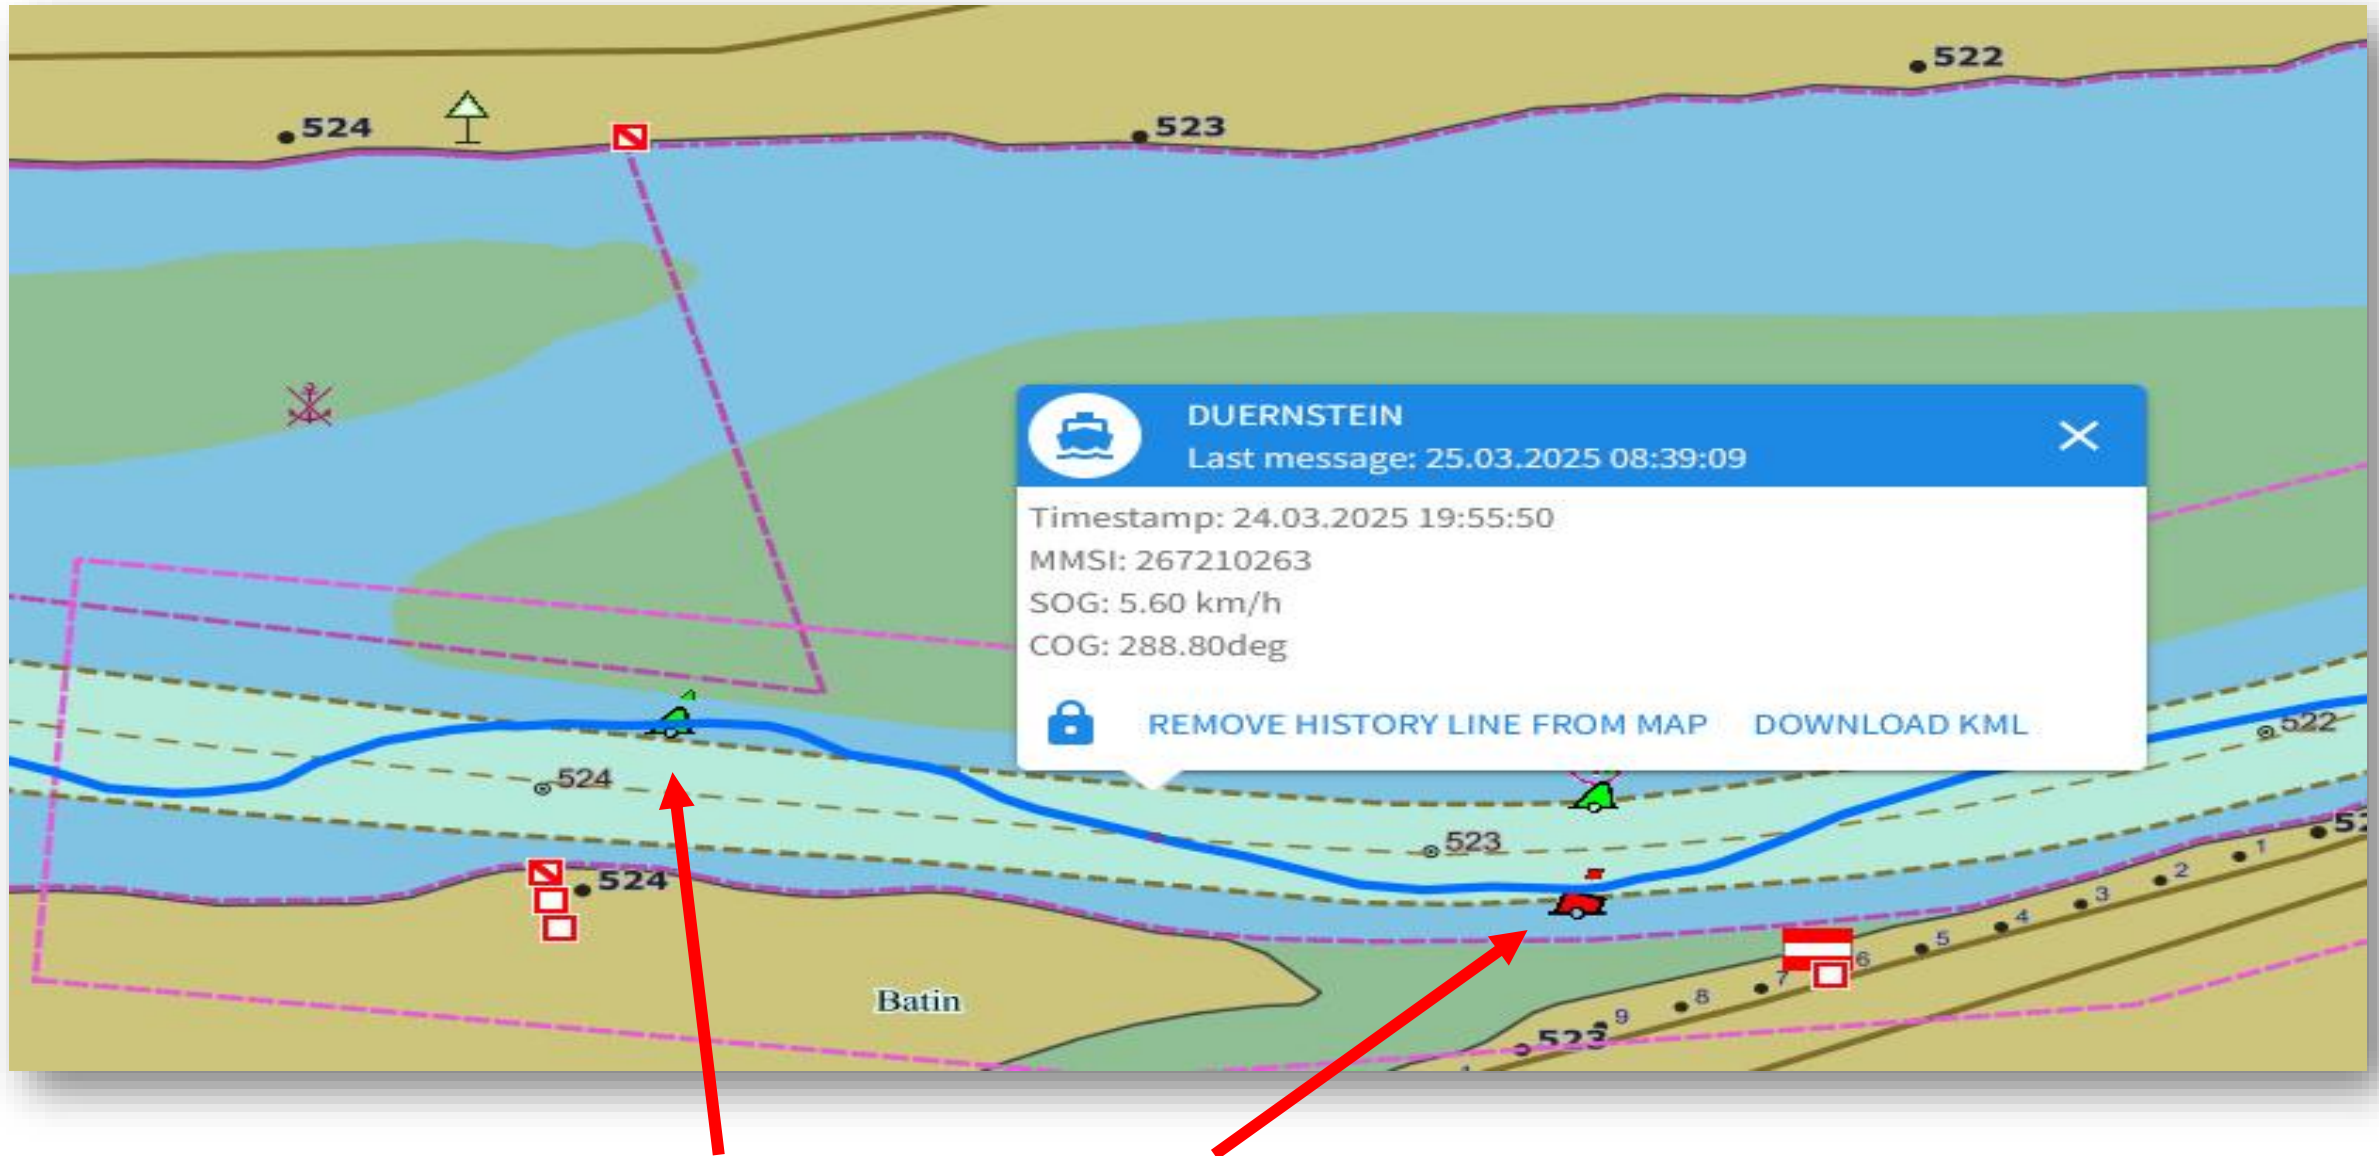 522
524
523
DUERNSTEIN
Last message: 25.03.2025 08:39:09
Timestamp: 24.03.2025 19:55:50
MMSI: 267210263
SOG: 5.60 km/h
COG: 288.80deg
REMOVE HISTORY LINE FROM MAP DOWNLOAD KML
522
524
523
524
1
2
3
4
5
6
7
8
9
Batin
523